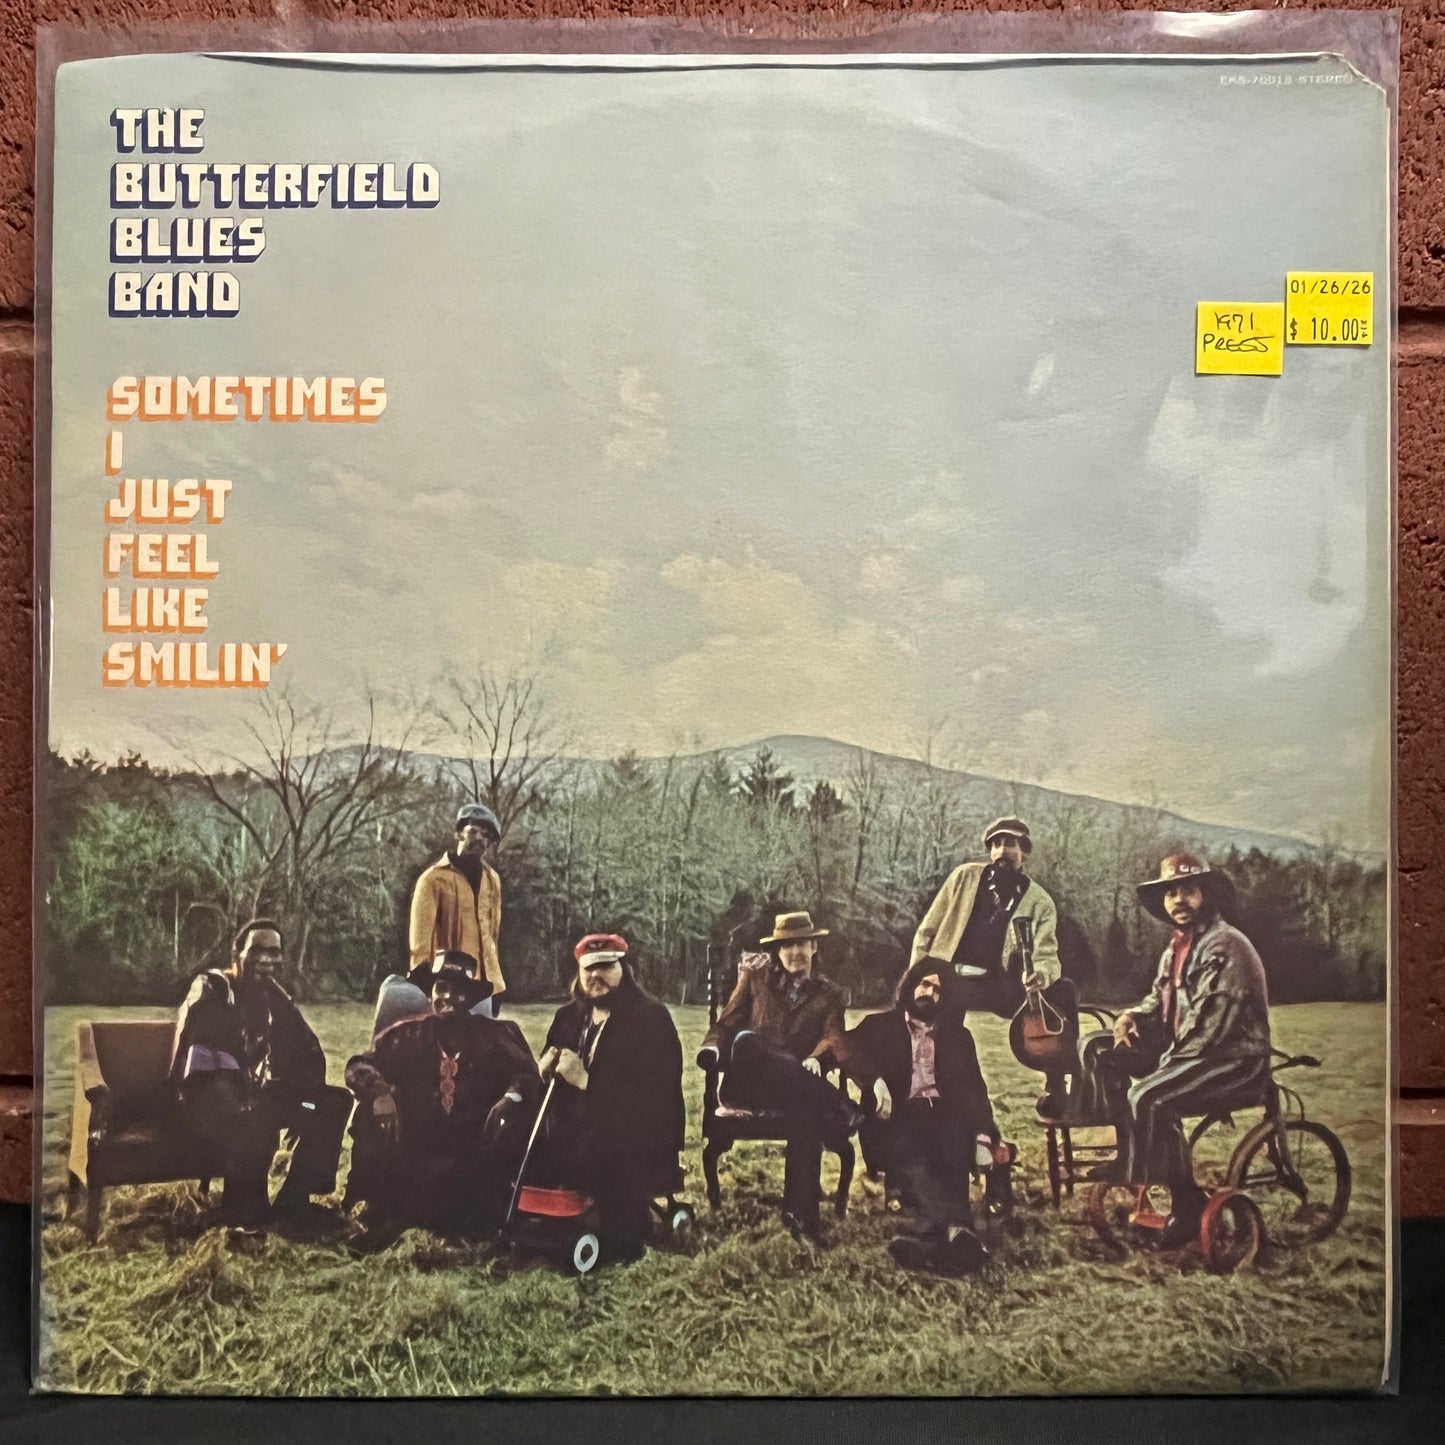 EKS-75013 STEREO
THE
BUTTERFIELD
BLUES
BAND
01/26/26
$ 10.00
1971
PRESS
SOMETIMES
I
JUST
FEEL
LIKE
SMILIN'